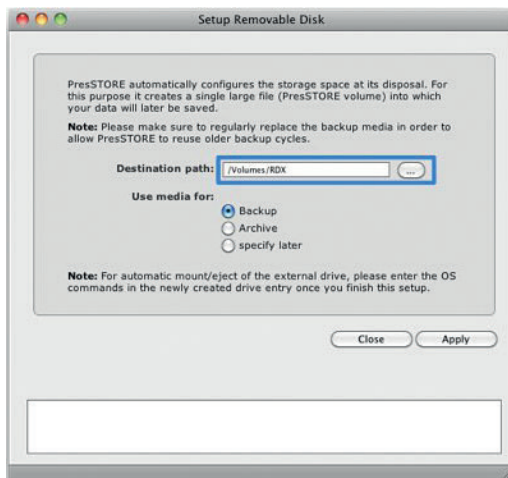 Setup Removable Disk
PresSTORE automatically configures the storage space at its disposal. For
this purpose it creates a single large file (PresSTORE volume) into which
your data will later be saved.
Note: Please make sure to regularly replace the backup media in order to
allow PresSTORE to reuse older backup cycles.
Destination path: /Volumes/RDX ...
Use media for:
Backup
Archive
specify later
Note: For automatic mount/eject of the external drive, please enter the OS
commands in the newly created drive entry once you finish this setup.
Close Apply